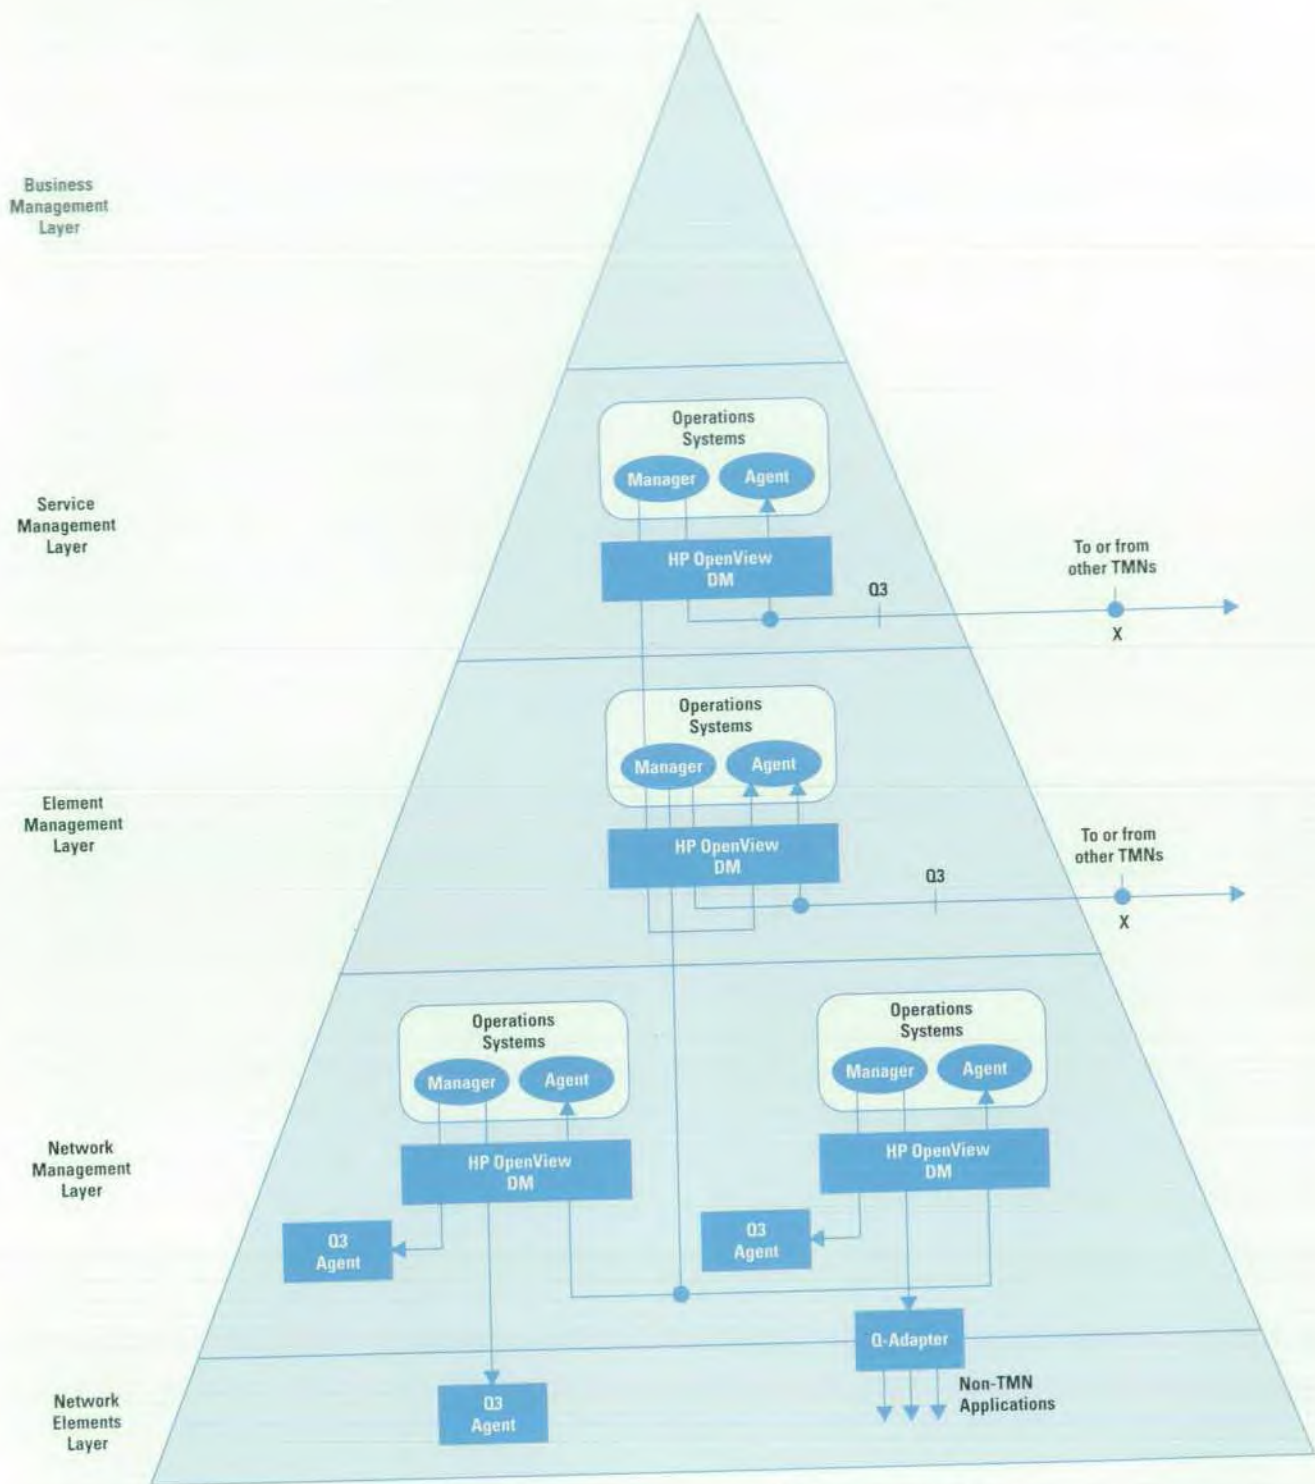 Business
Management
Layer
Operations
Systems
Manager
Agent
Service
Management
Layer
HP OpenView
DM
Q3
To or from
other TMNs
X
Operations
Systems
Manager
Agent
Element
Management
Layer
HP OpenView
DM
Q3
To or from
other TMNs
X
Operations
Systems
Manager
Agent
Operations
Systems
Manager
Agent
Network
Management
Layer
HP OpenView
DM
HP OpenView
DM
Q3
Agent
Q3
Agent
Q-Adapter
Network
Elements
Layer
Q3
Agent
Non-TMN
Applications